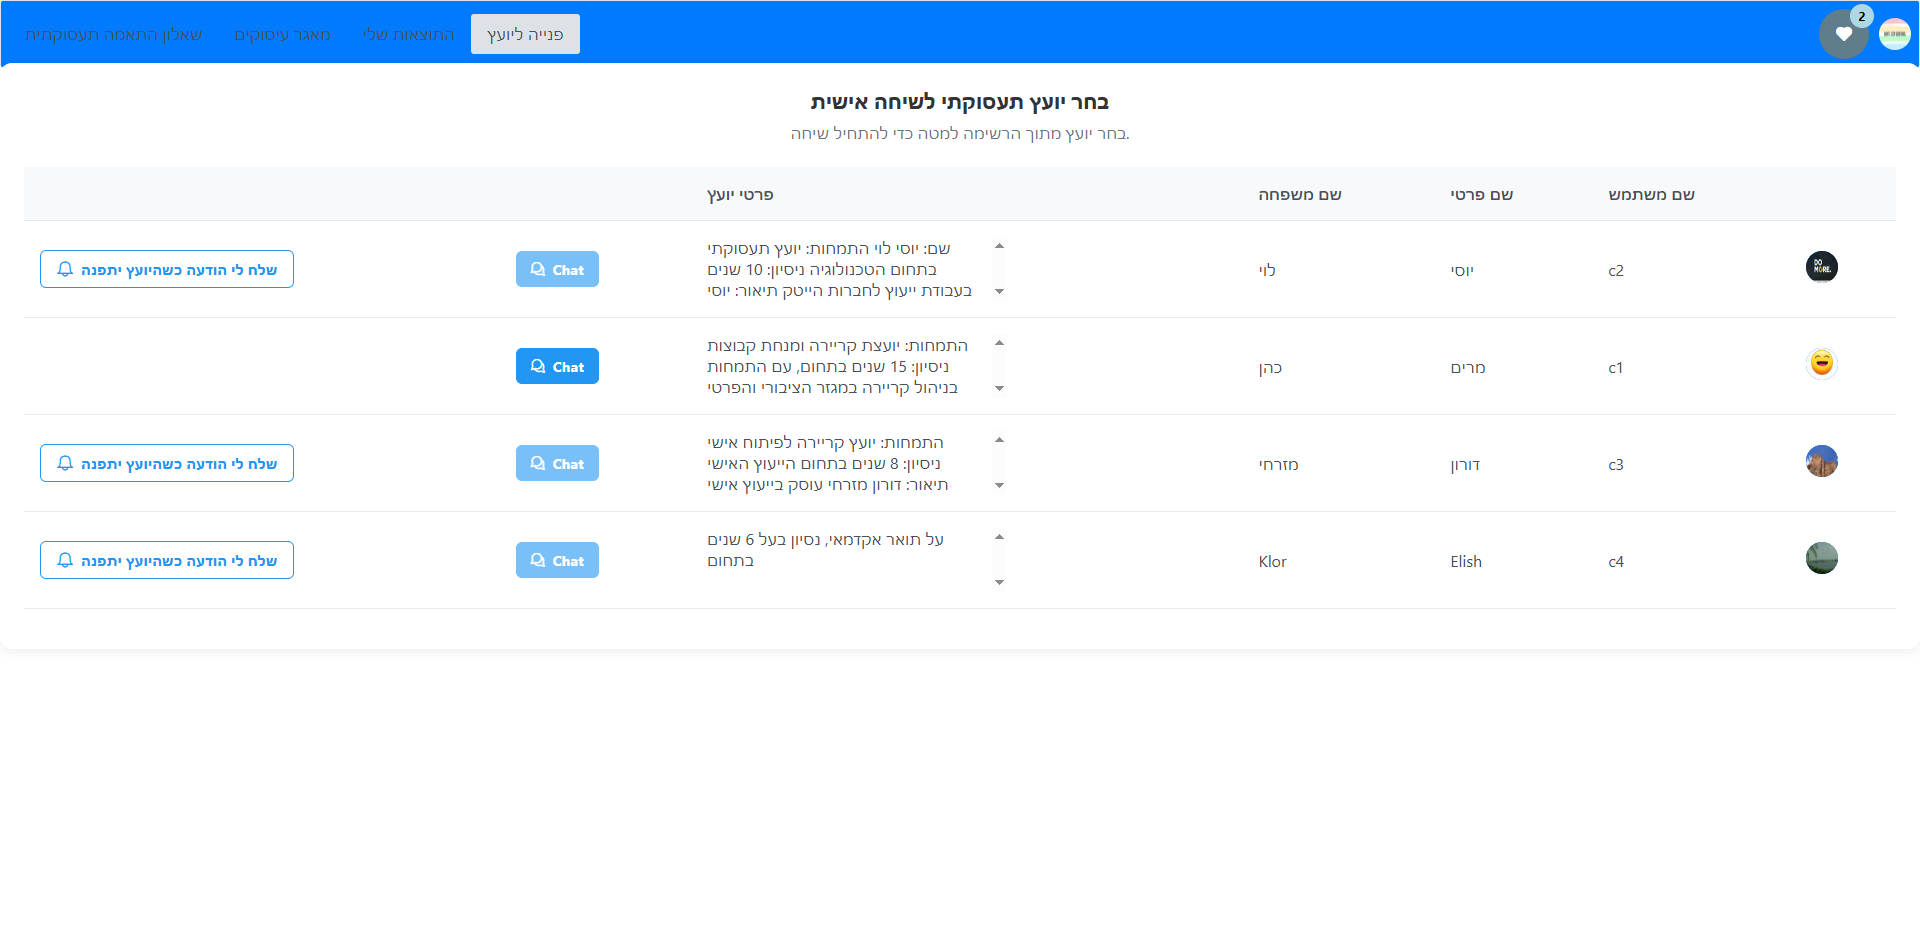 שאלון התאמה תעסוקתית
מאגר עיסוקים
התוצאות שלי
פנייה ליועץ
2
בחר יועץ תעסוקתי לשיחה אישית
.בחר יועץ מתוך הרשימה למטה כדי להתחיל שיחה
שם משתמש
שם פרטי
שם משפחה
פרטי יועץ
DO
MORE.
c2
יוסי
לוי
שם: יוסי לוי התמחות: יועץ תעסוקתי
בתחום הטכנולוגיה ניסיון: 10 שנים
בעבודת ייעוץ לחברות הייטק תיאור: יוסי
Chat
שלח לי הודעה כשהיועץ יתפנה
c1
מרים
כהן
התמחות: יועצת קריירה ומנחת קבוצות
ניסיון: 15 שנים בתחום, עם התמחות
בניהול קריירה במגזר הציבורי והפרטי
Chat
c3
דורון
מזרחי
התמחות: יועץ קריירה לפיתוח אישי
ניסיון: 8 שנים בתחום הייעוץ האישי
תיאור: דורון מזרחי עוסק בייעוץ אישי
Chat
שלח לי הודעה כשהיועץ יתפנה
c4
Elish
Klor
על תואר אקדמאי, נסיון בעל 6 שנים
בתחום
Chat
שלח לי הודעה כשהיועץ יתפנה